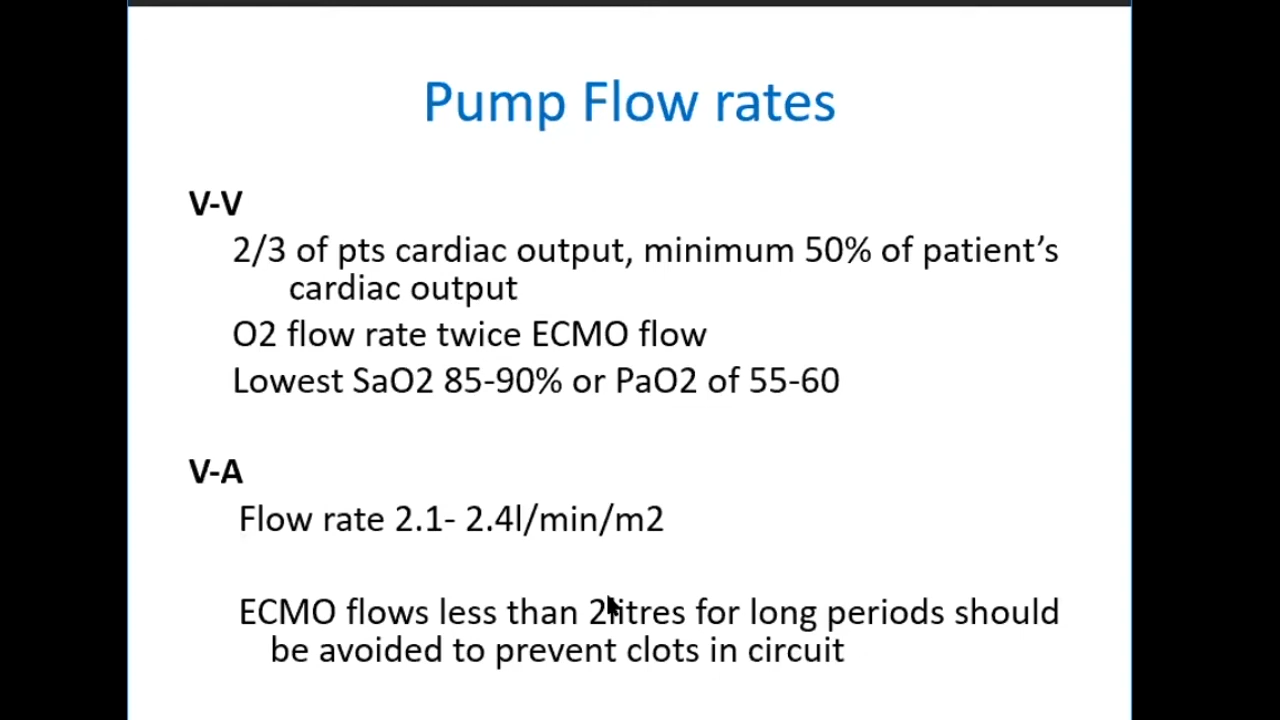 Pump Flow rates
V-V
2/3 of pts cardiac output, minimum 50% of patient’s
cardiac output
O2 flow rate twice ECMO flow
Lowest SaO2 85-90% or PaO2 of 55-60
V-A
Flow rate 2.1- 2.4l/min/m2
ECMO flows less than 2litres for long periods should
be avoided to prevent clots in circuit